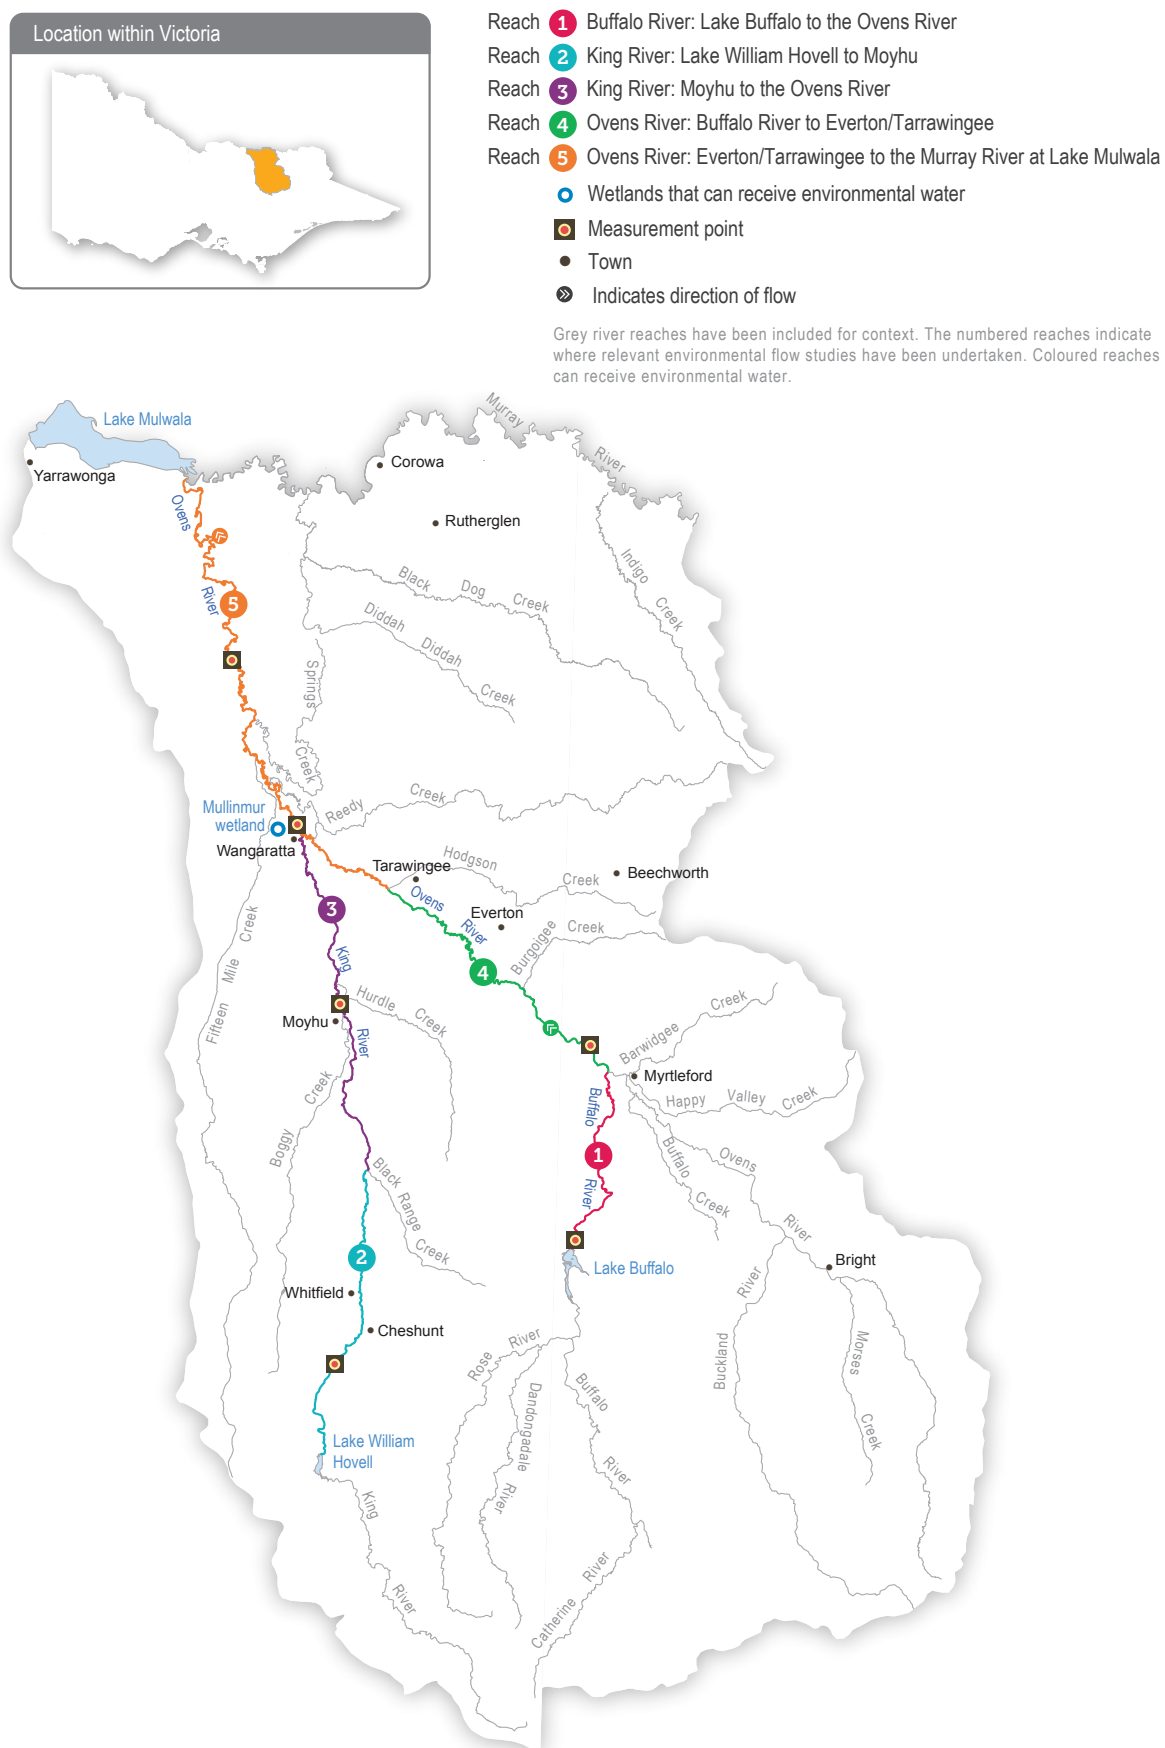 Location within Victoria
Reach 1 Buffalo River: Lake Buffalo to the Ovens River
Reach 2 King River: Lake William Hovell to Moyhu
Reach 3 King River: Moyhu to the Ovens River
Reach 4 Ovens River: Buffalo River to Everton/Tarrawingee
Reach 5 Ovens River: Everton/Tarrawingee to the Murray River at Lake Mulwala
Wetlands that can receive environmental water
Measurement point
Town
Indicates direction of flow
Grey river reaches have been included for context. The numbered reaches indicate
where relevant environmental flow studies have been undertaken. Coloured reaches
can receive environmental water.
Murray River
Lake Mulwala
Yarrawonga
Corowa
Rutherglen
Ovens River
Indigo Creek
Black Dog Creek
5
Diddah Diddah Creek
Springs Creek
Reedy Creek
Mullinmur
wetland
Wangaratta
Tarawingee
Hodgson Creek
Beechworth
3
Ovens River
Everton
Burgoigee Creek
Fifteen Mile Creek
King River
4
Hurdle Creek
Moyhu
Barwidgee Creek
Myrtleford
Happy Valley Creek
Boggy Creek
Buffalo River
1
Buffalo Creek
Ovens River
Black Range Creek
2
Lake Buffalo
Bright
Whitfield
Cheshunt
Buckland River
Morses Creek
Rose River
Dandongadale River
Buffalo River
Lake William
Hovell
King River
Catherine River